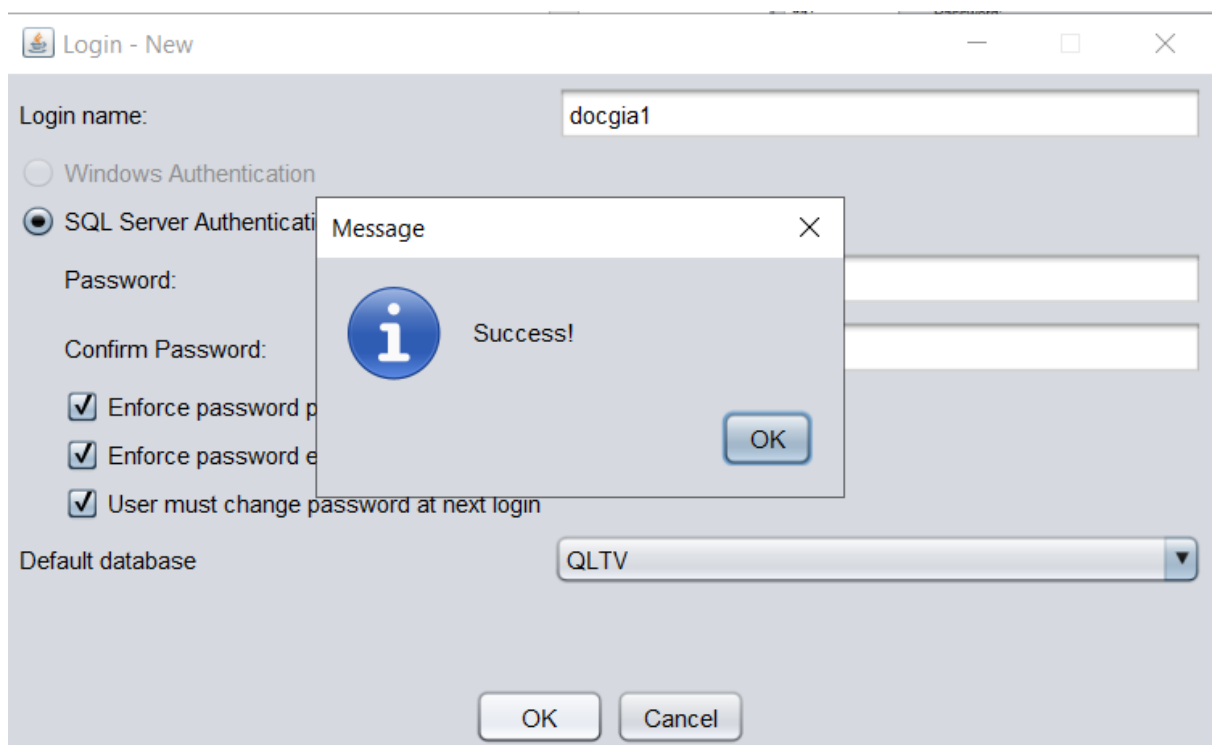 Login - New
Login name:
docgia1
Windows Authentication
SQL Server Authenticati
Message
Password:
Success!
Confirm Password:
Enforce password p
OK
Enforce password e
User must change password at next login
Default database
QLTV
OK
Cancel